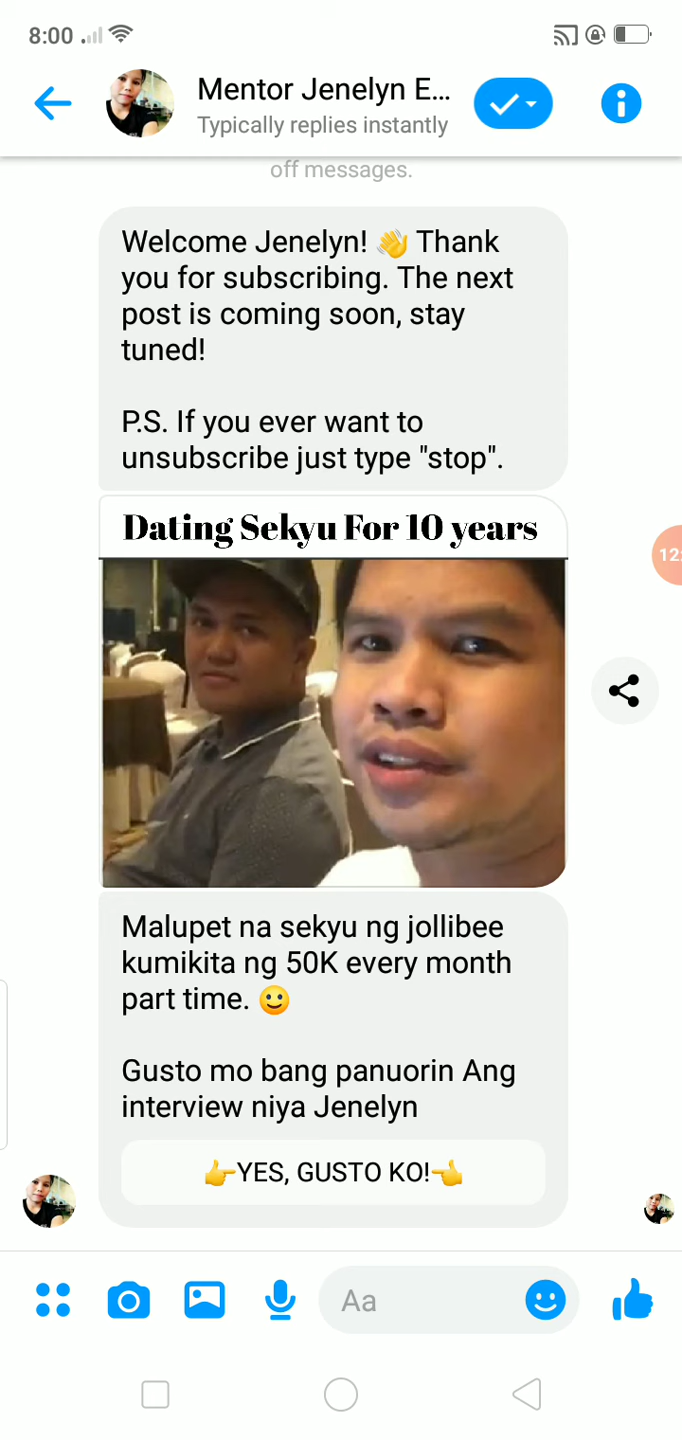 8:00
Mentor Jenelyn E...
Typically replies instantly
off messages.
Welcome Jenelyn! 👋 Thank
you for subscribing. The next
post is coming soon, stay
tuned!
P.S. If you ever want to
unsubscribe just type "stop".
Dating Sekyu For 10 years
12:
Malupet na sekyu ng jollibee
kumikita ng 50K every month
part time. 🙂
Gusto mo bang panuorin Ang
interview niya Jenelyn
👉YES, GUSTO KO!👈
Aa